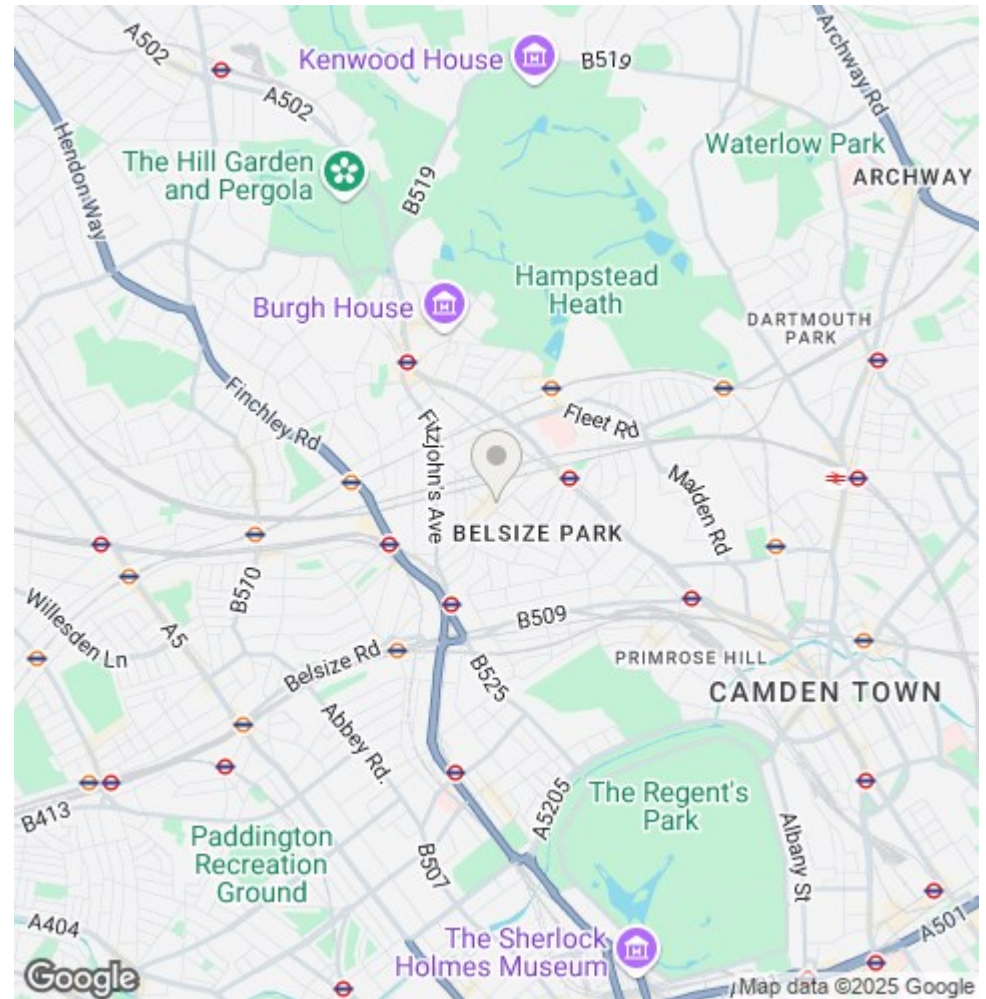 A502
Kenwood House
B519
Archway Rd
A502
Hendon Way
The Hill Garden
and Pergola
B519
Waterlow Park
ARCHWAY
Hampstead
Heath
Burgh House
DARTMOUTH
PARK
Finchley Rd
Fitzjohn's Ave
Fleet Rd
Malden Rd
BELSIZE PARK
B510
Willesden Ln
A5
B509
Belsize Rd
B525
PRIMROSE HILL
CAMDEN TOWN
Abbey Rd.
The Regent's
Park
A5205
B413
Paddington
Recreation
Ground
B507
Albany St
A404
A501
The Sherlock
Holmes Museum
Google
Map data ©2025 Google